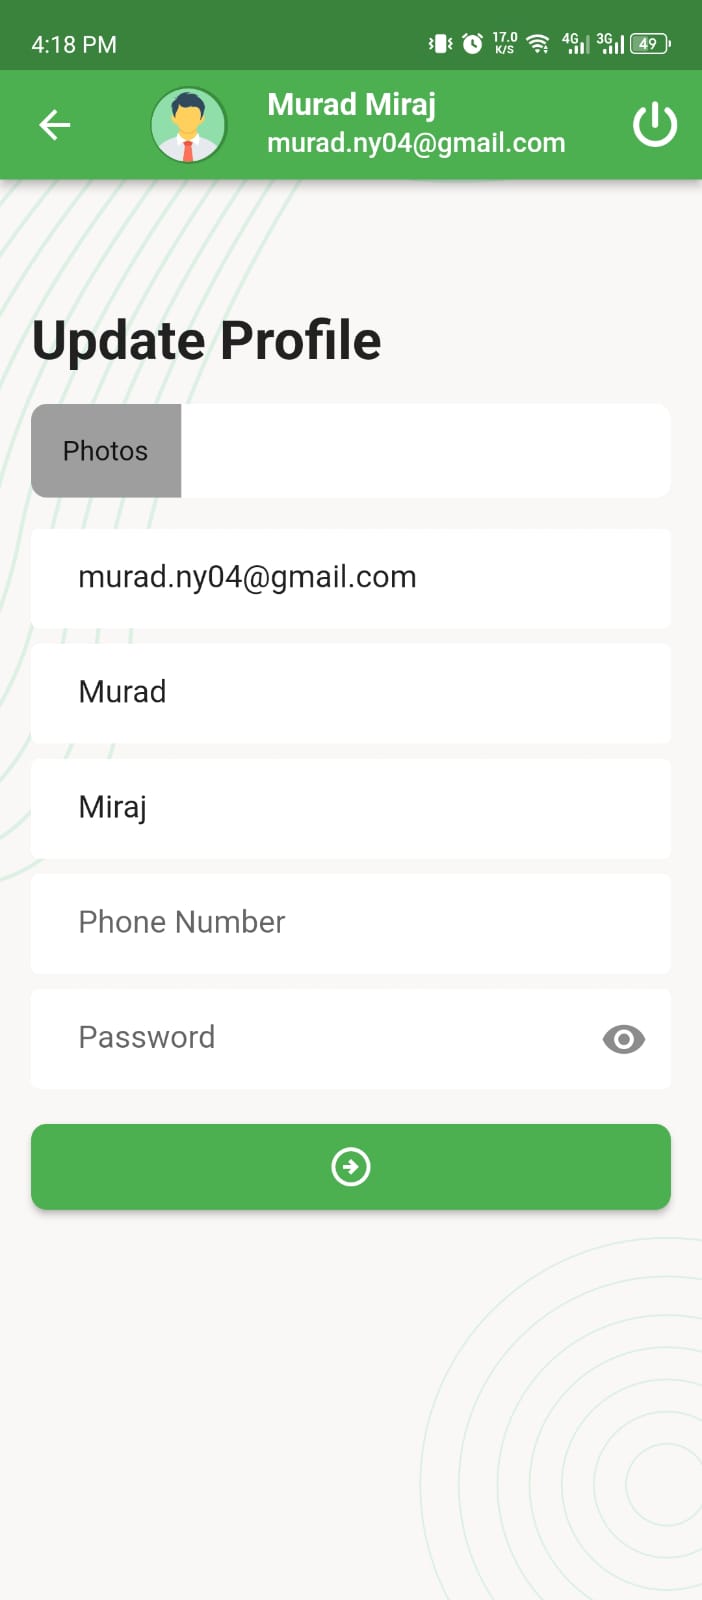 4:18 PM
17.0
K/S
4G
3G
49
Murad Miraj
murad.ny04@gmail.com
Update Profile
Photos
murad.ny04@gmail.com
Murad
Miraj
Phone Number
Password